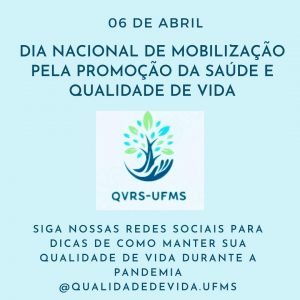 06 DE ABRIL
DIA NACIONAL DE MOBILIZAÇÃO
PELA PROMOÇÃO DA SAÚDE E
QUALIDADE DE VIDA
QVRS-UFMS
SIGA NOSSAS REDES SOCIAIS PARA
DICAS DE COMO MANTER SUA
QUALIDADE DE VIDA DURANTE A
PANDEMIA
@QUALIDADEDEVIDA.UFMS